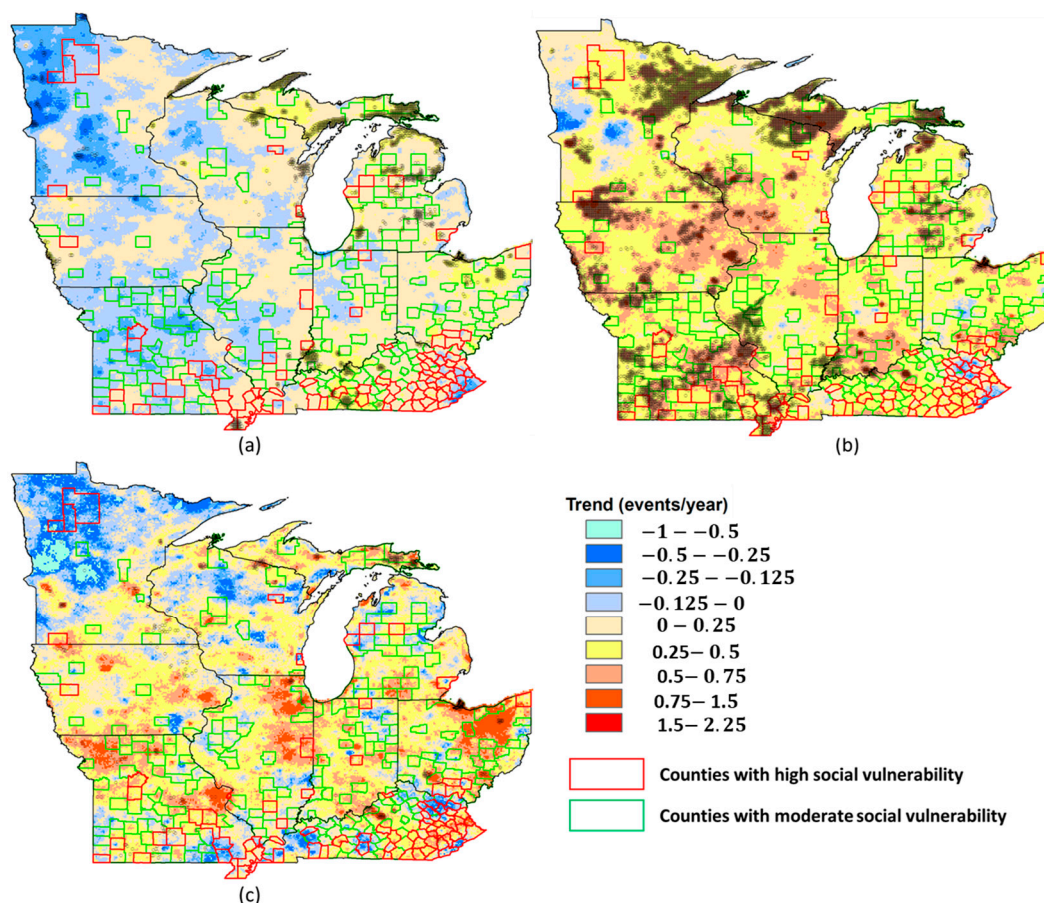 (a)
(b)
Trend (events/year)
−1 − −0.5
−0.5 − −0.25
−0.25 − −0.125
−0.125 − 0
0 − 0.25
0.25 − 0.5
0.5 − 0.75
0.75 − 1.5
1.5 − 2.25
Counties with high social vulnerability
Counties with moderate social vulnerability
(c)